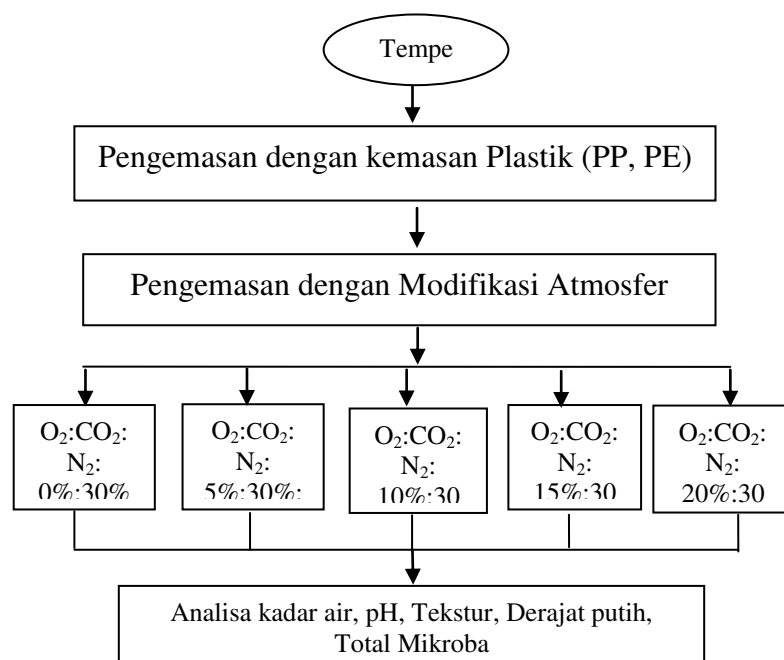 Tempe
Pengemasan dengan kemasan Plastik (PP, PE)
Pengemasan dengan Modifikasi Atmosfer
O₂:CO₂:
N₂:
0%:30%
O₂:CO₂:
N₂:
5%:30%:
O₂:CO₂:
N₂:
10%:30
O₂:CO₂:
N₂:
15%:30
O₂:CO₂:
N₂:
20%:30
Analisa kadar air, pH, Tekstur, Derajat putih,
Total Mikroba